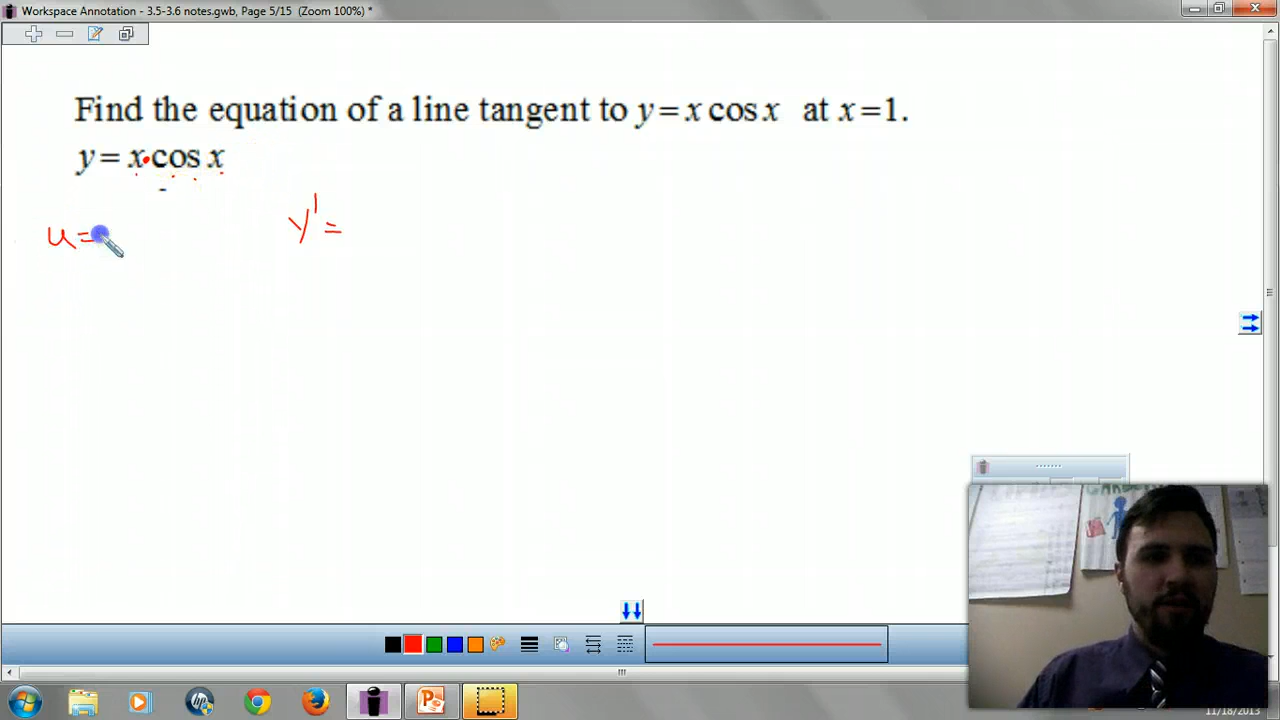 Workspace Annotation - 3.5-3.6 notes.gwb, Page 5/15 (Zoom 100%) *
Find the equation of a line tangent to y = x cos x at x = 1.
y = x • cos x
u =
y' =
11/18/2013